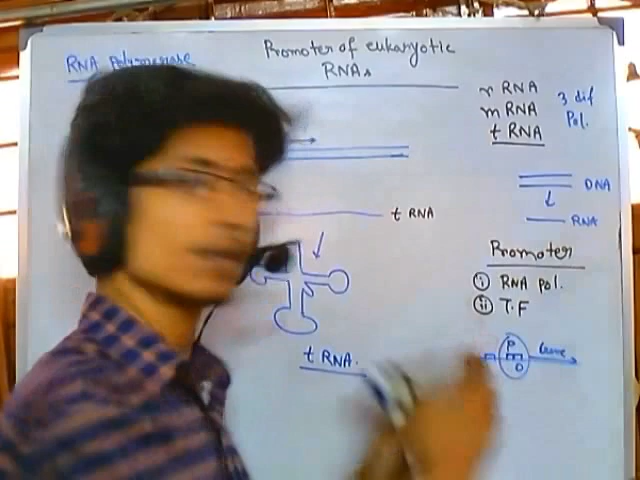 RNA Polymerase
Promoter of eukaryotic
RNAs
r RNA
m RNA
t RNA
3 dif
Pol.
DNA
RNA
t RNA
Promoter
i RNA pol.
ii T.F
t RNA.
P
O
Gene